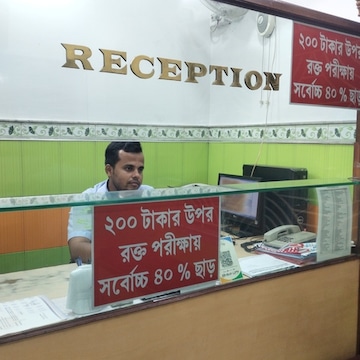 RECEPTION
২০০ টাকার উপর
রক্ত পরীক্ষায়
সর্বোচ্চ ৪০ % ছাড়
২০০ টাকার উপর
রক্ত পরীক্ষায়
সর্বোচ্চ ৪০ % ছাড়